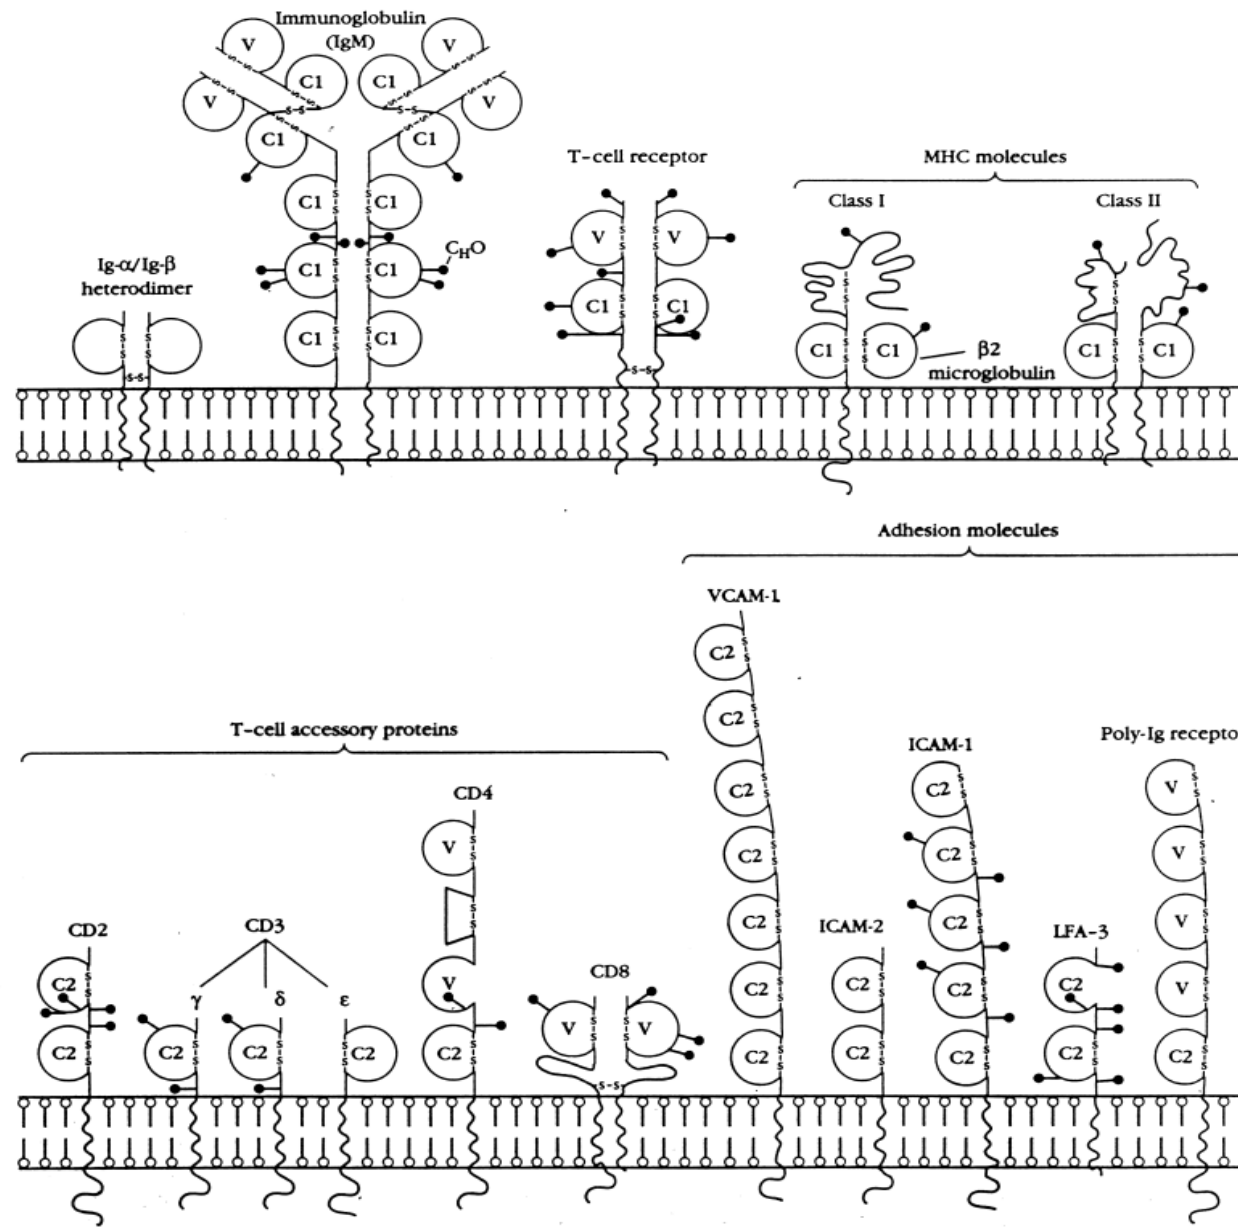 Immunoglobulin
(IgM)
V
V
C1
C1
V
V
C1
C1
C1
C1
C1
C1
C1
C1
CHO
S-S
S-S
Ig-α/Ig-β
heterodimer
S-S
T-cell receptor
V
V
C1
C1
S-S
MHC molecules
Class I
Class II
C1
C1
C1
C1
β2
microglobulin
Adhesion molecules
VCAM-1
C2
C2
C2
C2
C2
C2
C2
T-cell accessory proteins
CD2
C2
C2
CD3
γ
δ
ε
C2
C2
C2
CD4
V
V
C2
CD8
V
V
S-S
ICAM-2
C2
C2
ICAM-1
C2
C2
C2
C2
LFA-3
C2
C2
Poly-Ig recepto
V
V
V
V
C2